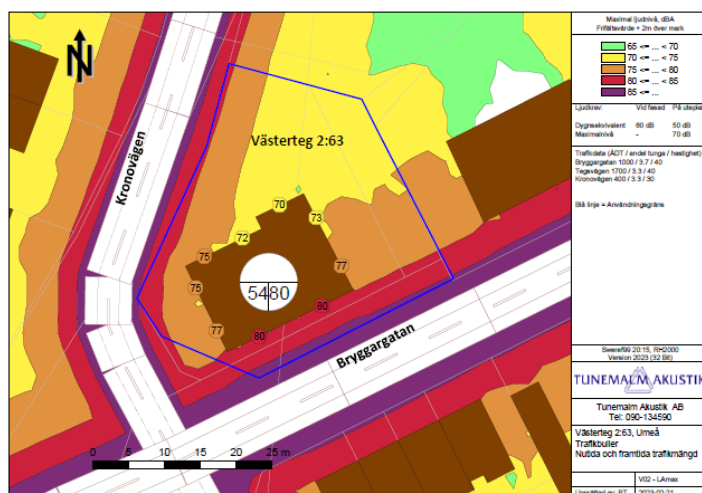 N
Kronovägen
Västerteg 2:63
70
73
72
75
77
75
54 80
80
77
80
Bryggargatan
0 5 10 15 20 25 m
Maximal ljudnivå, dBA
Frifältsvärde + 2m över mark
65 <= ... < 70
70 <= ... < 75
75 <= ... < 80
80 <= ... < 85
85 <= ...
Ljudkrav: Vid fasad På uteplats
Dygnsekvivalent 60 dB 50 dB
Maximalnivå - 70 dB
Trafikdata (ÅDT / andel tunga / hastighet)
Bryggargatan 1000 / 3.7 / 40
Tegsvägen 1700 / 3.3 / 40
Kronovägen 400 / 3.3 / 30
Blå linje = Användningsgräns
Sweref99 20:15, RH2000
Version 2023 (32 Bit)
TUNEMALM AKUSTIK
Tunemalm Akustik AB
Tel: 090-134590
Västerteg 2:63, Umeå
Trafikbuller
Nutida och framtida trafikmängd
V02 - LAmax